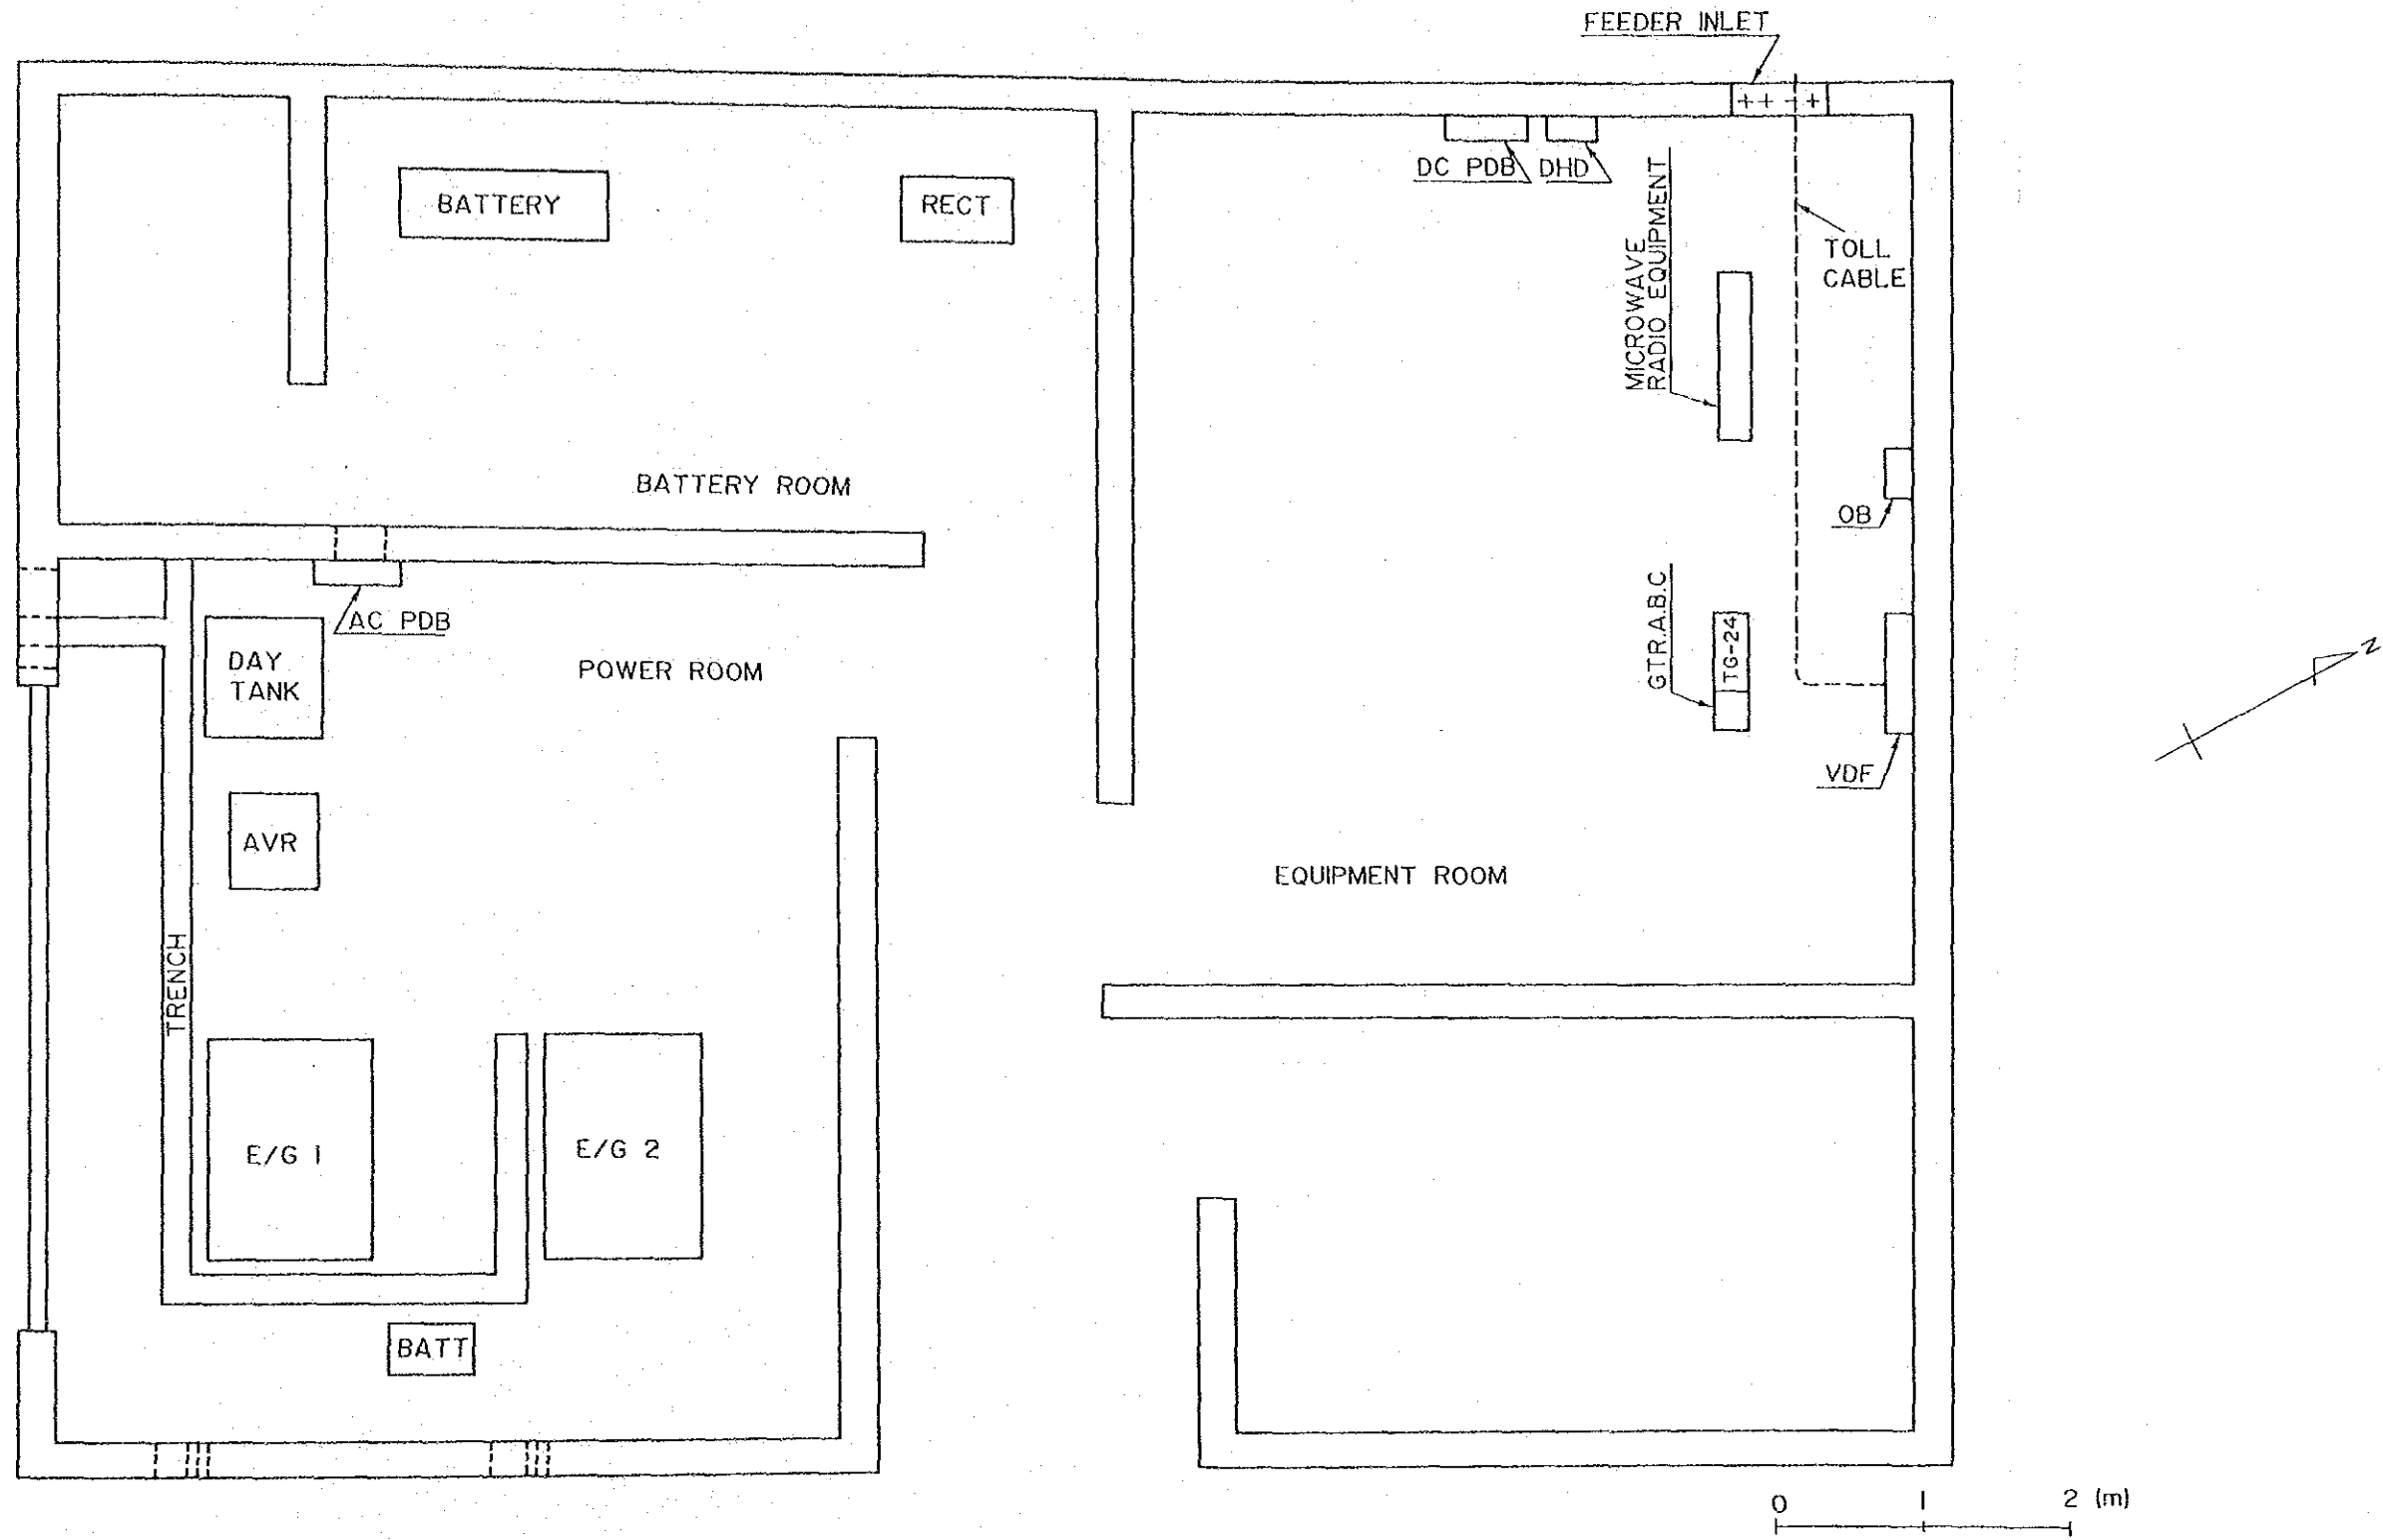 FEEDER INLET
DC PDB
DHD
BATTERY
RECT
MICROWAVE
RADIO EQUIPMENT
TOLL
CABLE
BATTERY ROOM
OB
AC PDB
DAY
TANK
POWER ROOM
GTR.A.B.C
TG-24
N
VDF
AVR
EQUIPMENT ROOM
TRENCH
E/G 1
E/G 2
BATT
0 1 2 (m)